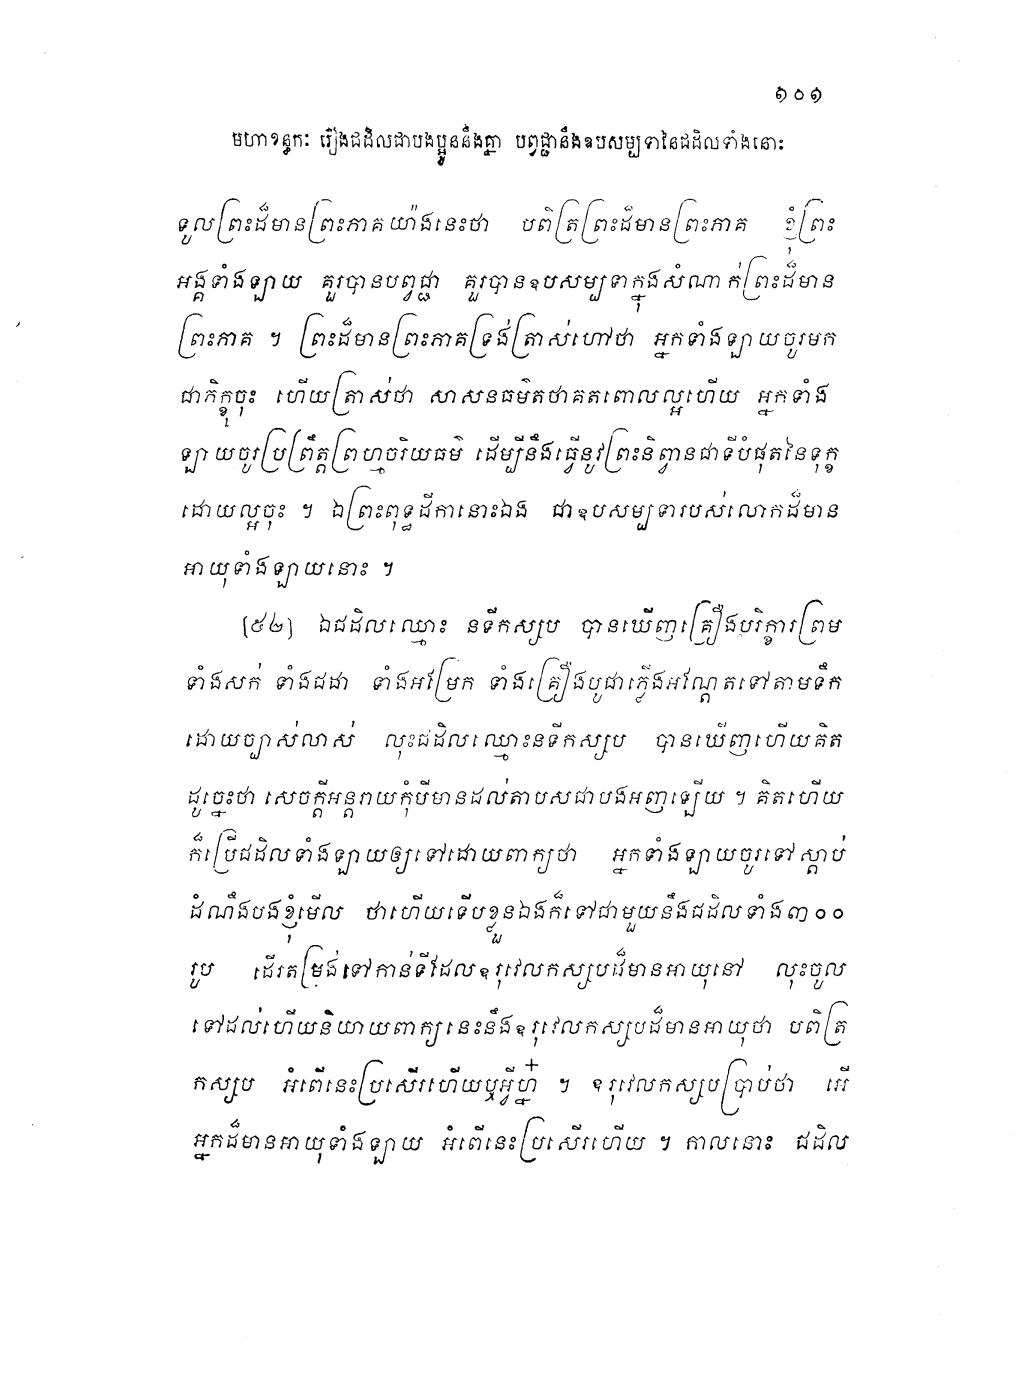 ១០១
មហាខន្ធកៈ រឿងជដិលជាបងប្អូននឹងគ្នា បព្វជ្ជានឹងឧបសម្បទានៃជដិលទាំងនោះ
ទូលព្រះដ៏មានព្រះភាគយ៉ាងនេះថា បពិត្រព្រះដ៏មានព្រះភាគ ខ្ញុំព្រះ
អង្គទាំងឡាយ គួរបានបព្វជ្ជា គួរបានឧបសម្បទាក្នុងសំណាក់ព្រះដ៏មាន
ព្រះភាគ ។ ព្រះដ៏មានព្រះភាគទ្រង់ត្រាស់ហៅថា អ្នកទាំងឡាយចូរមក
ជាភិក្ខុចុះ ហើយត្រាស់ថា សាសនធម៌តថាគតពោលល្អហើយ អ្នកទាំង
ឡាយចូរប្រព្រឹត្តព្រហ្មចរិយធម៌ ដើម្បីនឹងធ្វើនូវព្រះនិព្វានជាទីបំផុតនៃទុក្ខ
ដោយល្អចុះ ។ ឯព្រះពុទ្ធដីកានោះឯង ជាឧបសម្បទារបស់លោកដ៏មាន
អាយុទាំងឡាយនោះ ។
(៥២) ឯជដិលឈ្មោះ នទីកស្សប បានឃើញគ្រឿងបរិក្ខារព្រម
ទាំងសក់ ទាំងជដា ទាំងអម្រែក ទាំងគ្រឿងបូជាភ្លើងអណ្តែតទៅតាមទឹក
ដោយច្បាស់លាស់ លុះជដិលឈ្មោះនទីកស្សប បានឃើញហើយគិត
ដូច្នេះថា សេចក្តីអន្តរាយកុំបីមានដល់តាបសជាបងអញឡើយ ។ គិតហើយ
ក៏ប្រើជដិលទាំងឡាយឲ្យទៅដោយពាក្យថា អ្នកទាំងឡាយចូរទៅស្តាប់
ដំណឹងបងខ្ញុំមើល ថាហើយទើបខ្លួនឯងក៏ទៅជាមួយនឹងជដិលទាំង៣០០
រូប ដើរតម្រង់ទៅកាន់ទីដែលឧរុវេលកស្សបដ៏មានអាយុនៅ លុះចូល
ទៅដល់ហើយនិយាយពាក្យនេះនឹងឧរុវេលកស្សបដ៏មានអាយុថា បពិត្រ
កស្សប អំពើនេះប្រសើរហើយឬអ្វីហ្ន៎ ។ ឧរុវេលកស្សបប្រាប់ថា អើ
អ្នកដ៏មានអាយុទាំងឡាយ អំពើនេះប្រសើរហើយ ។ កាលនោះ ជដិល